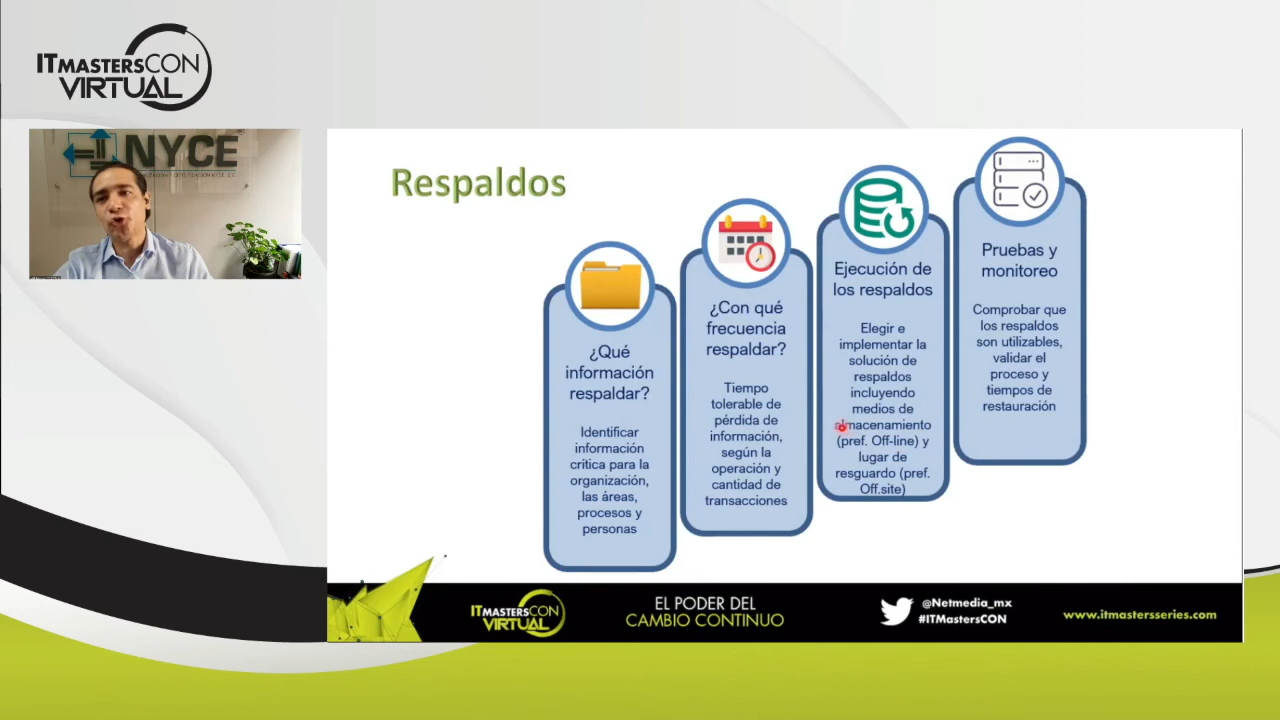 ITMASTERSCON
VIRTUAL
NYCE
Respaldos
¿Qué
información
respaldar?
Identificar
información
crítica para la
organización,
las áreas,
procesos y
personas
¿Con qué
frecuencia
respaldar?
Tiempo
tolerable de
pérdida de
información,
según la
operación y
cantidad de
transacciones
Ejecución de
los respaldos
Elegir e
implementar la
solución de
respaldos
incluyendo
medios de
almacenamiento
(pref. Off-line) y
lugar de
resguardo (pref.
Off.site)
Pruebas y
monitoreo
Comprobar que
los respaldos
son utilizables,
validar el
proceso y
tiempos de
restauración
ITMASTERSCON
VIRTUAL
EL PODER DEL
CAMBIO CONTINUO
@Netmedia_mx
#ITMastersCON
www.itmastersseries.com